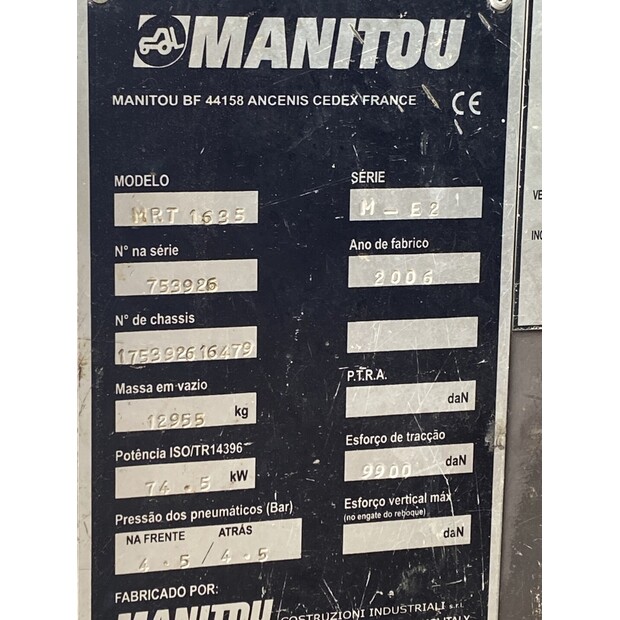 MANITOU
MANITOU BF 44158 ANCENIS CEDEX FRANCE CE
MODELO SÉRIE
MRT 1635 M-E2
N° na série Ano de fabrico
753926 2006
N° de chassis
175392616479
Massa em vazio P.T.R.A.
12955 kg daN
Potência ISO/TR14396 Esforço de tracção
74.5 kW 9900 daN
Pressão dos pneumáticos (Bar) Esforço vertical máx
(no engate do reboque)
NA FRENTE ATRÁS daN
4.5/4.5
FABRICADO POR:
MANITOU COSTRUZIONI INDUSTRIALI s.r.l.